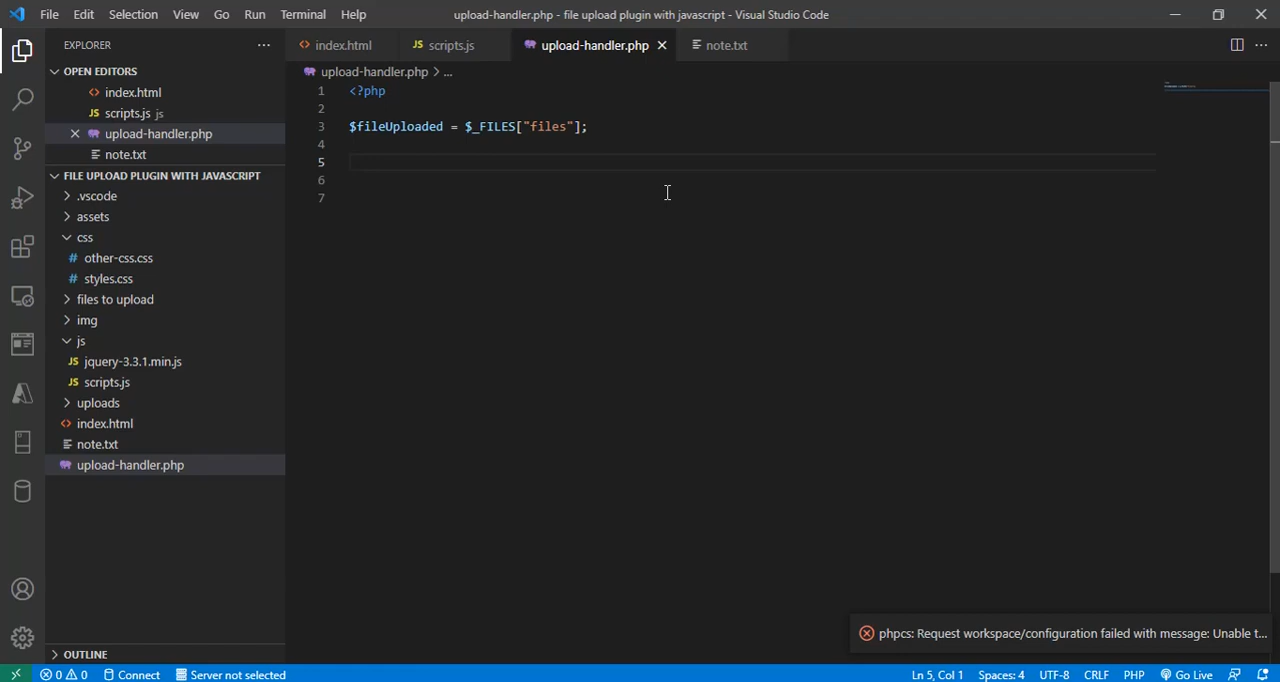 File Edit Selection View Go Run Terminal Help
upload-handler.php - file upload plugin with javascript - Visual Studio Code
EXPLORER
OPEN EDITORS
index.html
JS scripts.js js
upload-handler.php
note.txt
FILE UPLOAD PLUGIN WITH JAVASCRIPT
.vscode
assets
css
# other-css.css
# styles.css
files to upload
img
js
JS jquery-3.3.1.min.js
JS scripts.js
uploads
index.html
note.txt
upload-handler.php
OUTLINE
index.html JS scripts.js upload-handler.php note.txt
upload-handler.php > ...
1 <?php
2
3 $fileUploaded = $_FILES["files"];
4
5
6
7
phpcs: Request workspace/configuration failed with message: Unable t...
0 0 Connect Server not selected Ln 5, Col 1 Spaces: 4 UTF-8 CRLF PHP Go Live